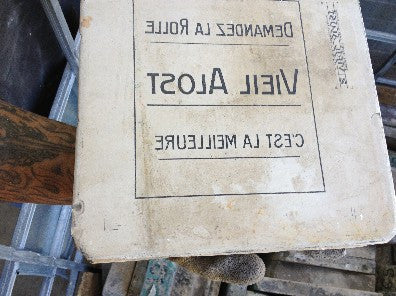 DEMANDEZ LA ROLLE
VIEIL ALOST
C'EST LA MEILLEURE